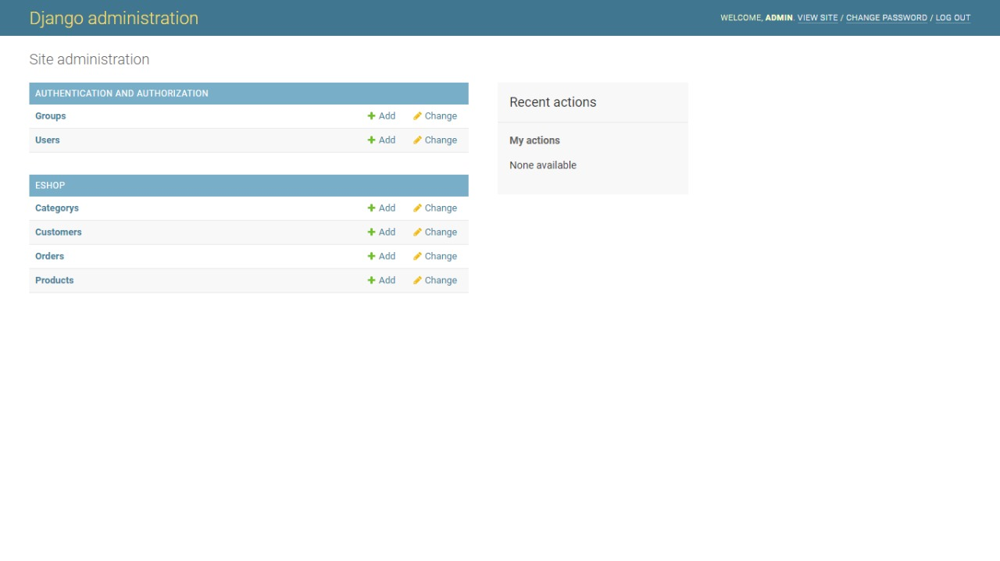 Django administration
WELCOME, ADMIN. VIEW SITE / CHANGE PASSWORD / LOG OUT
Site administration
AUTHENTICATION AND AUTHORIZATION
Groups Add Change
Users Add Change
ESHOP
Categorys Add Change
Customers Add Change
Orders Add Change
Products Add Change
Recent actions
My actions
None available